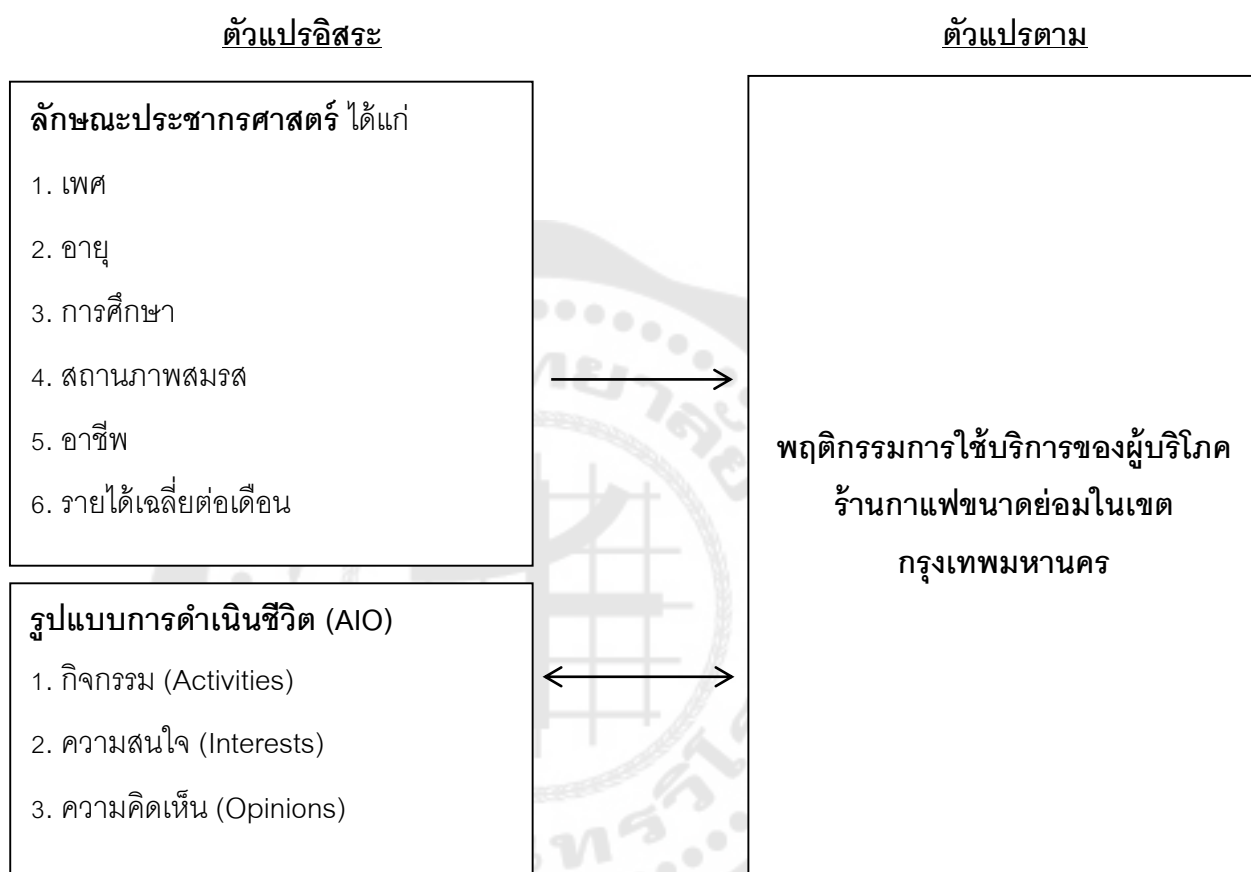 ตัวแปรอิสระ
ตัวแปรตาม
ลักษณะประชากรศาสตร์ ได้แก่
1. เพศ
2. อายุ
3. การศึกษา
4. สถานภาพสมรส
5. อาชีพ
6. รายได้เฉลี่ยต่อเดือน
รูปแบบการดำเนินชีวิต (AIO)
1. กิจกรรม (Activities)
2. ความสนใจ (Interests)
3. ความคิดเห็น (Opinions)
พฤติกรรมการใช้บริการของผู้บริโภค
ร้านกาแฟขนาดย่อมในเขต
กรุงเทพมหานคร